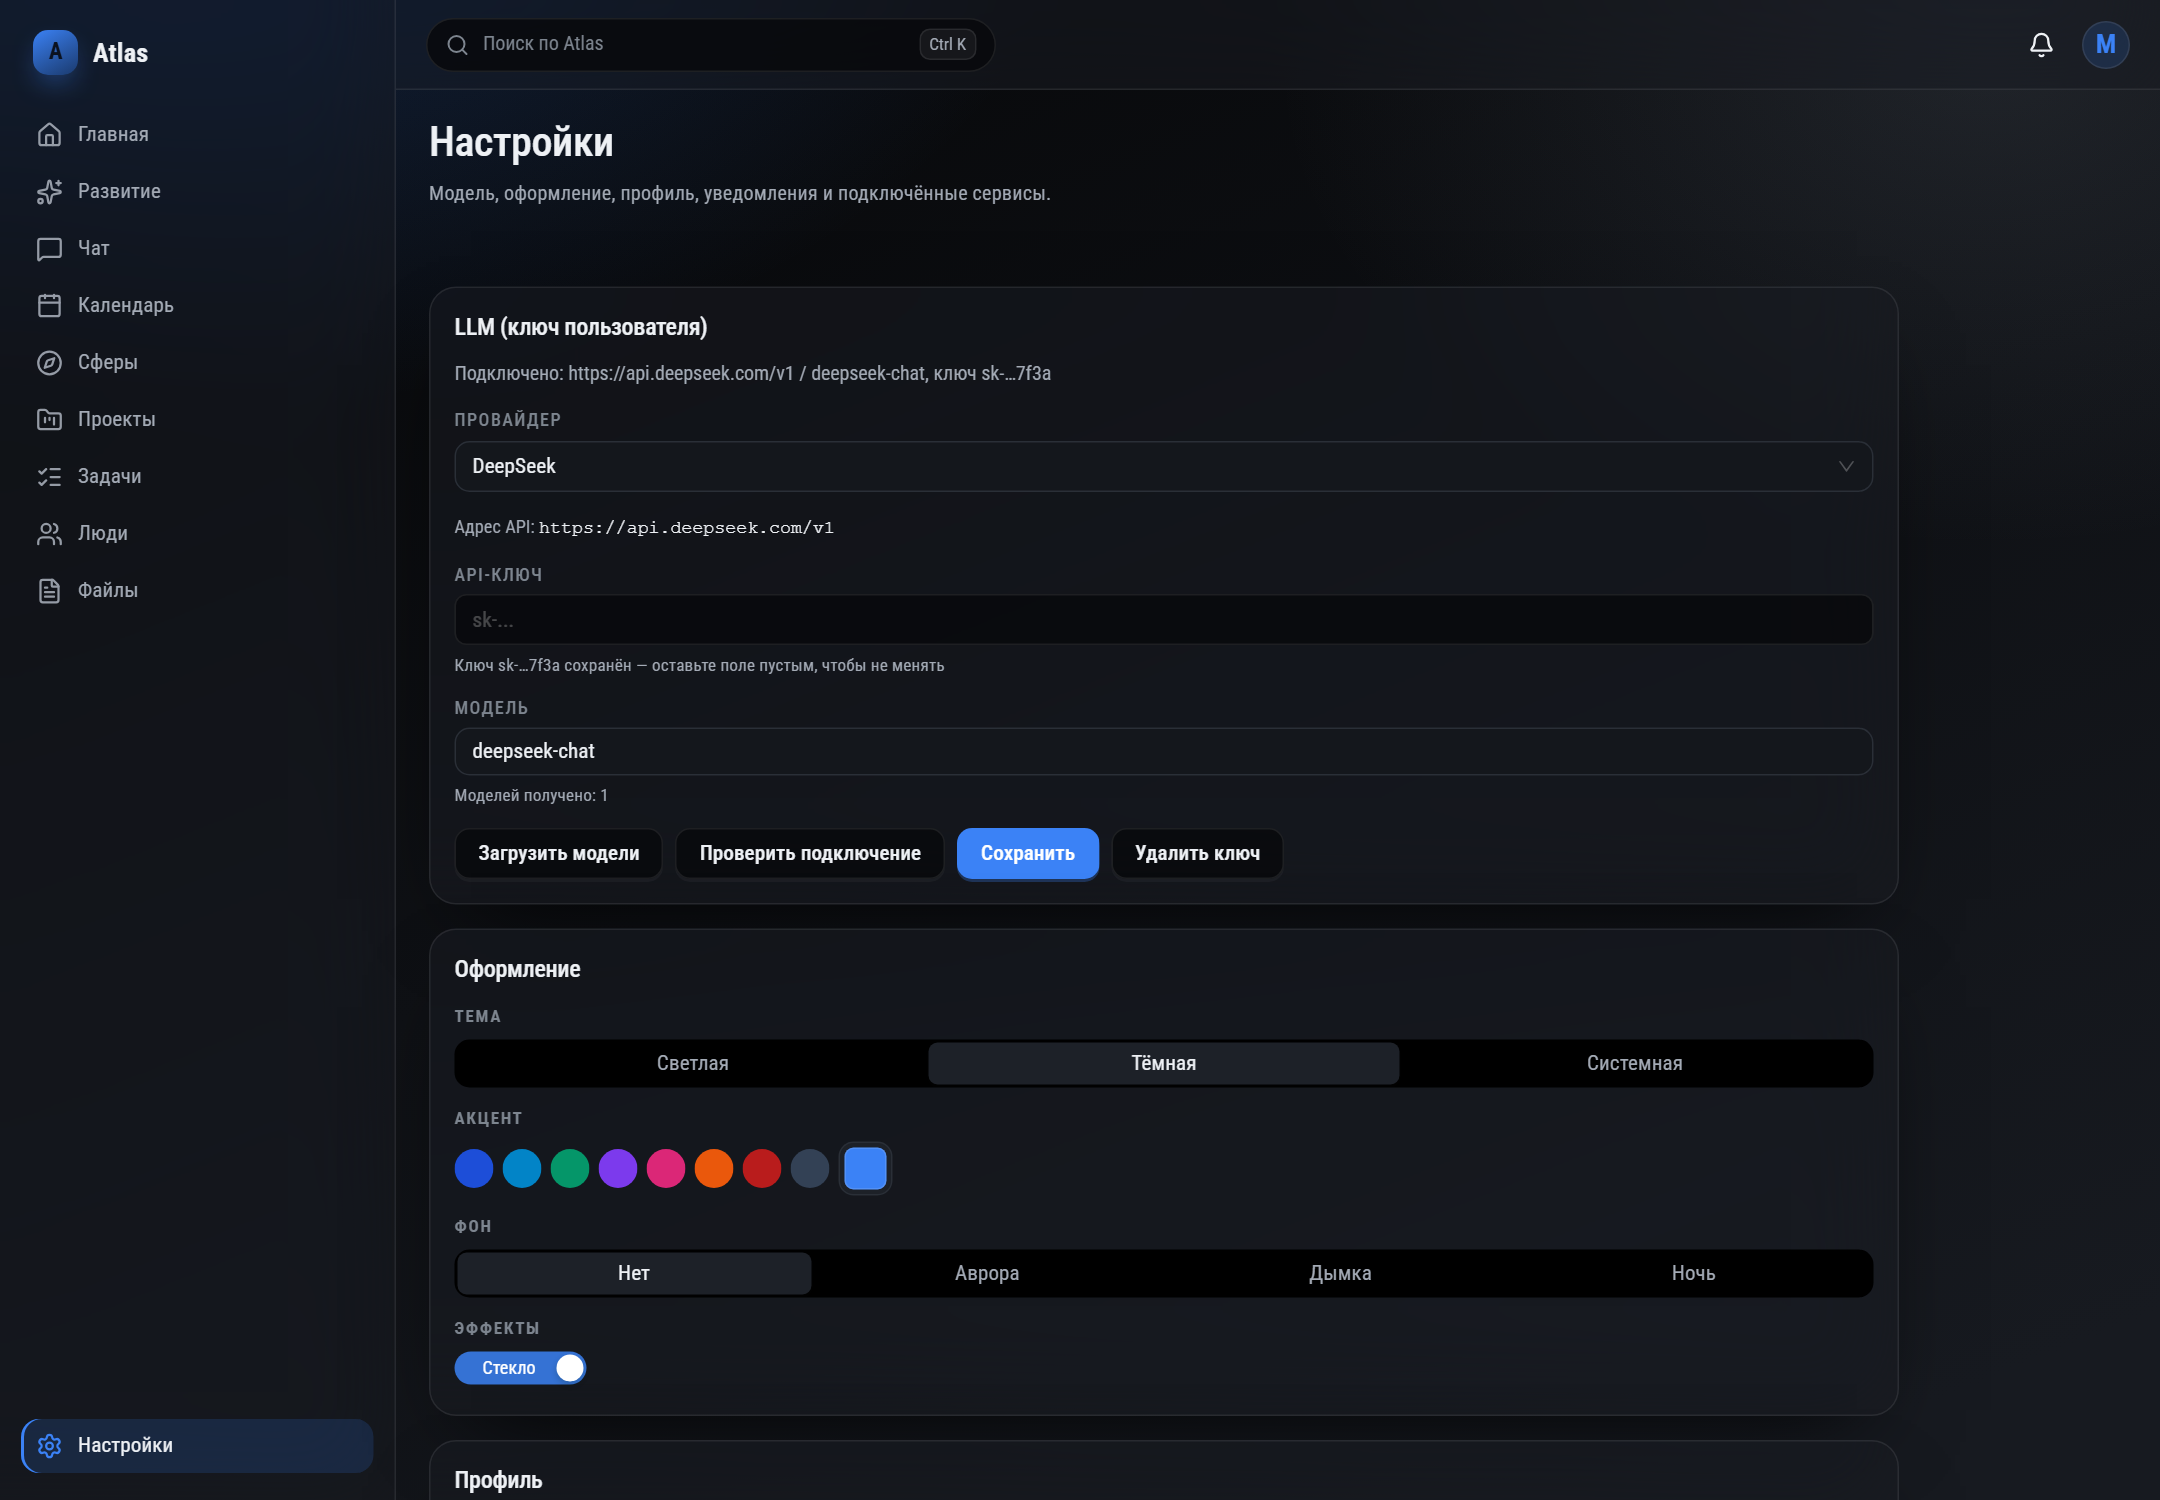 A Atlas
Поиск по Atlas
Ctrl K
M
Главная
Развитие
Чат
Календарь
Сферы
Проекты
Задачи
Люди
Файлы
Настройки
Настройки
Модель, оформление, профиль, уведомления и подключённые сервисы.
LLM (ключ пользователя)
Подключено: https://api.deepseek.com/v1 / deepseek-chat, ключ sk-…7f3a
ПРОВАЙДЕР
DeepSeek
Адрес API: https://api.deepseek.com/v1
API-КЛЮЧ
sk-...
Ключ sk-…7f3a сохранён — оставьте поле пустым, чтобы не менять
МОДЕЛЬ
deepseek-chat
Моделей получено: 1
Загрузить модели
Проверить подключение
Сохранить
Удалить ключ
Оформление
ТЕМА
Светлая
Тёмная
Системная
АКЦЕНТ
ФОН
Нет
Аврора
Дымка
Ночь
ЭФФЕКТЫ
Стекло
Профиль